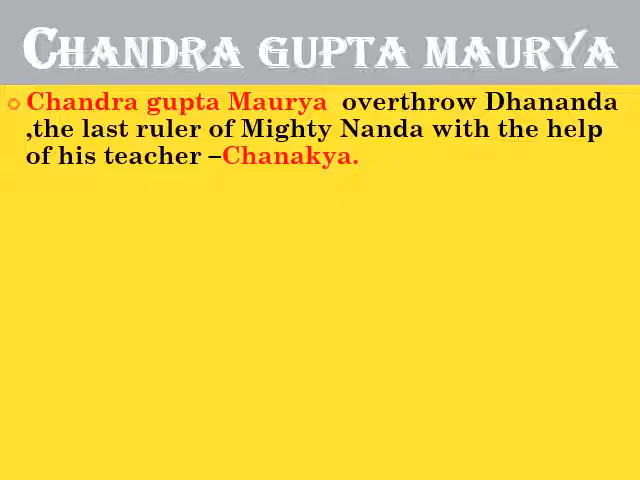 Chandra gupta maurya
Chandra gupta Maurya overthrow Dhananda
,the last ruler of Mighty Nanda with the help
of his teacher –Chanakya.